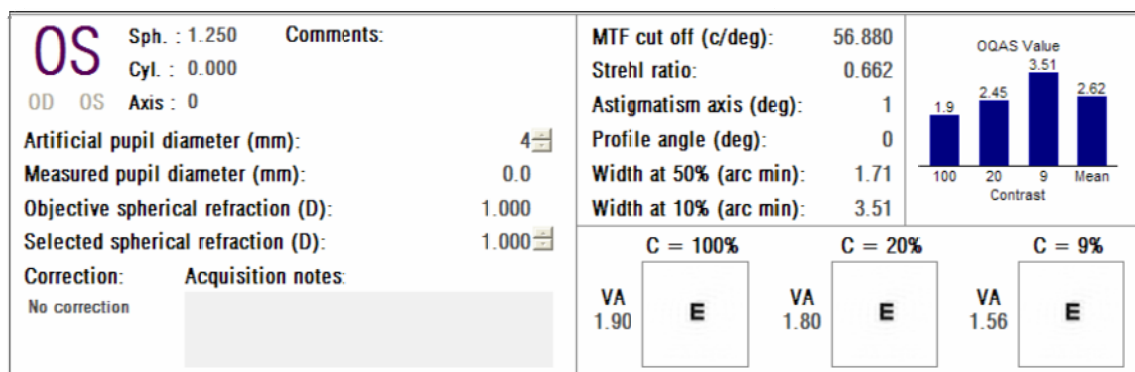 OS
Sph. : 1.250
Comments:
Cyl. : 0.000
OD OS Axis : 0
Artificial pupil diameter (mm): 4
Measured pupil diameter (mm): 0.0
Objective spherical refraction (D): 1.000
Selected spherical refraction (D): 1.000
Correction: Acquisition notes:
No correction
MTF cut off (c/deg): 56.880
Strehl ratio: 0.662
Astigmatism axis (deg): 1
Profile angle (deg): 0
Width at 50% (arc min): 1.71
Width at 10% (arc min): 3.51
OQAS Value
1.9 2.45 3.51 2.62
100 20 9 Mean
Contrast
C = 100% C = 20% C = 9%
VA E VA E VA E
1.90 1.80 1.56